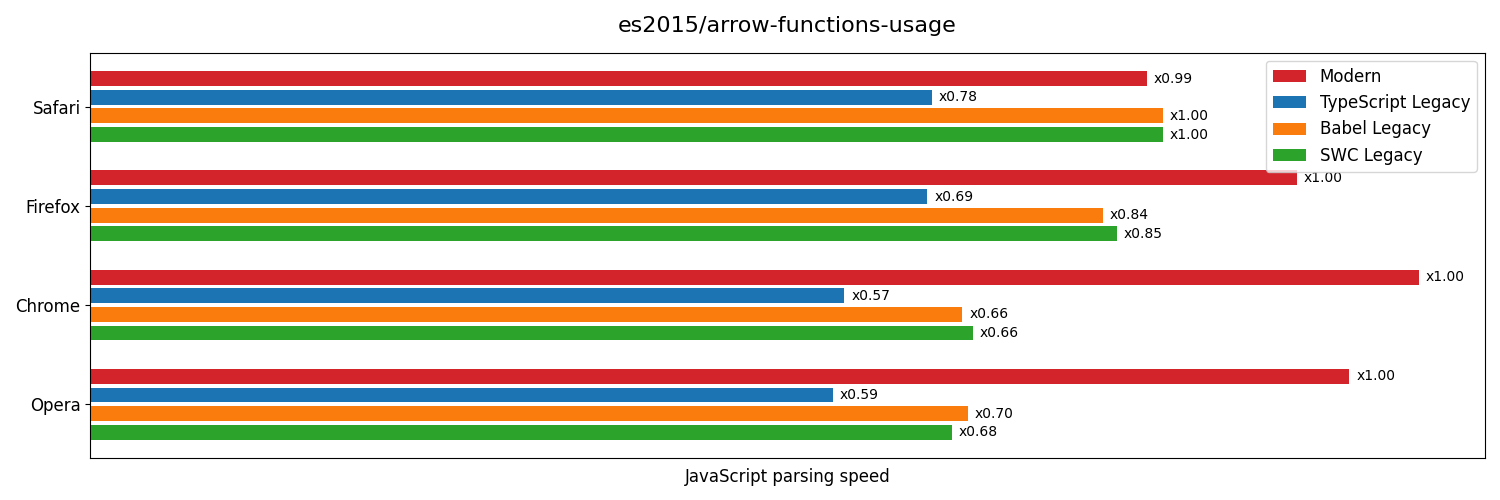 es2015/arrow-functions-usage
Safari
x0.99
x0.78
x1.00
x1.00
Modern
TypeScript Legacy
Babel Legacy
SWC Legacy
Firefox
x1.00
x0.69
x0.84
x0.85
Chrome
x1.00
x0.57
x0.66
x0.66
Opera
x1.00
x0.59
x0.70
x0.68
JavaScript parsing speed